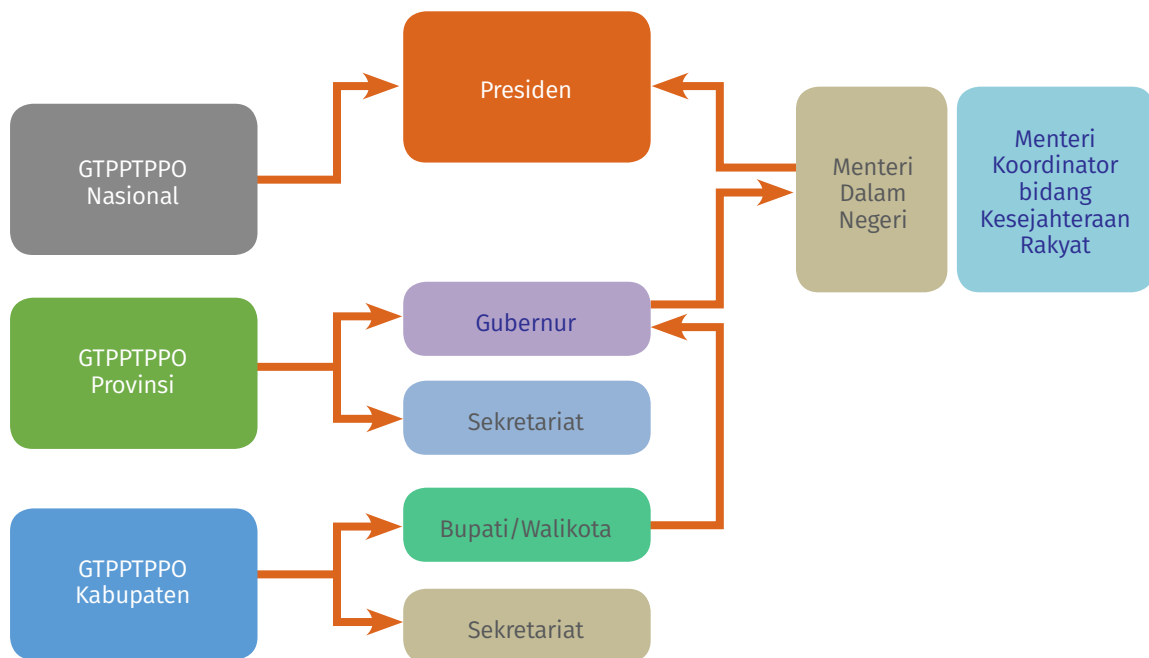 Presiden
GTPPTPPO
Nasional
Menteri
Dalam
Negeri
Menteri
Koordinator
bidang
Kesejahteraan
Rakyat
GTPPTPPO
Provinsi
Gubernur
Sekretariat
GTPPTPPO
Kabupaten
Bupati/Walikota
Sekretariat